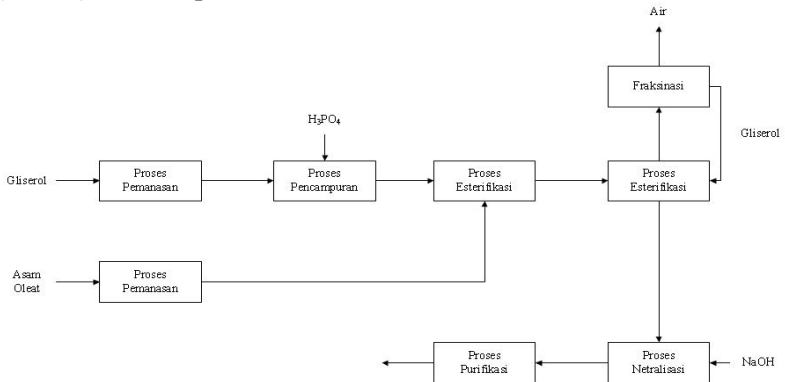 Air
Fraksinasi
H₃PO₄
Gliserol
Gliserol
Proses
Pemanasan
Proses
Pencampuran
Proses
Esterifikasi
Proses
Esterifikasi
Asam
Oleat
Proses
Pemanasan
Proses
Purifikasi
Proses
Netralisasi
NaOH